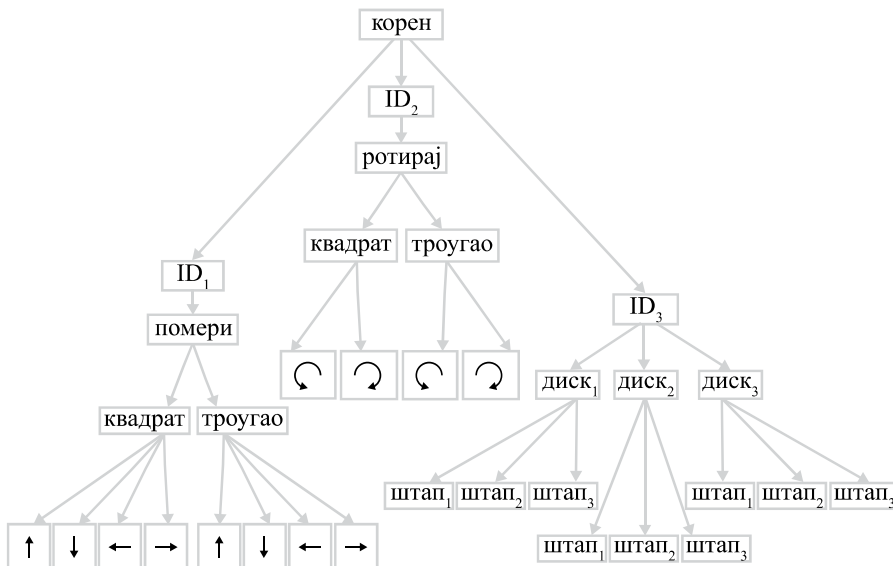 корен
ID₂
ротирај
квадрат троугао
ID₁
помери
квадрат троугао
ID₃
диск₁ диск₂ диск₃
штап₁ штап₂ штап₃ штап₁ штап₂ штап₃
штап₁ штап₂ штап₃